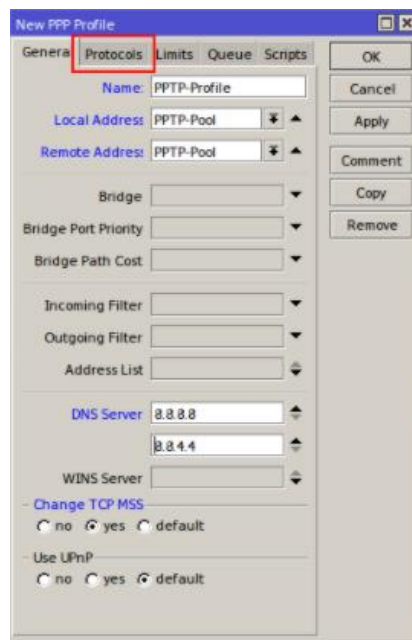 New PPP Profile
General Protocols Limits Queue Scripts
OK
Name: PPTP-Profile
Cancel
Local Address PPTP-Pool
Apply
Remote Address PPTP-Pool
Comment
Bridge
Copy
Bridge Port Priority
Remove
Bridge Path Cost
Incoming Filter
Outgoing Filter
Address List
DNS Server 8.8.8.8
8.8.4.4
WINS Server
Change TCP MSS
no yes default
Use UPnP
no yes default